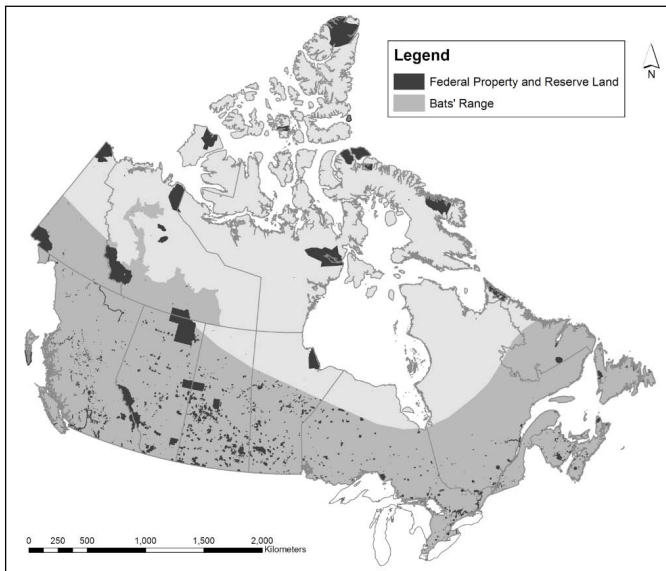 Legend
Federal Property and Reserve Land
Bats' Range
N
0 250 500 1,000 1,500 2,000
Kilometers